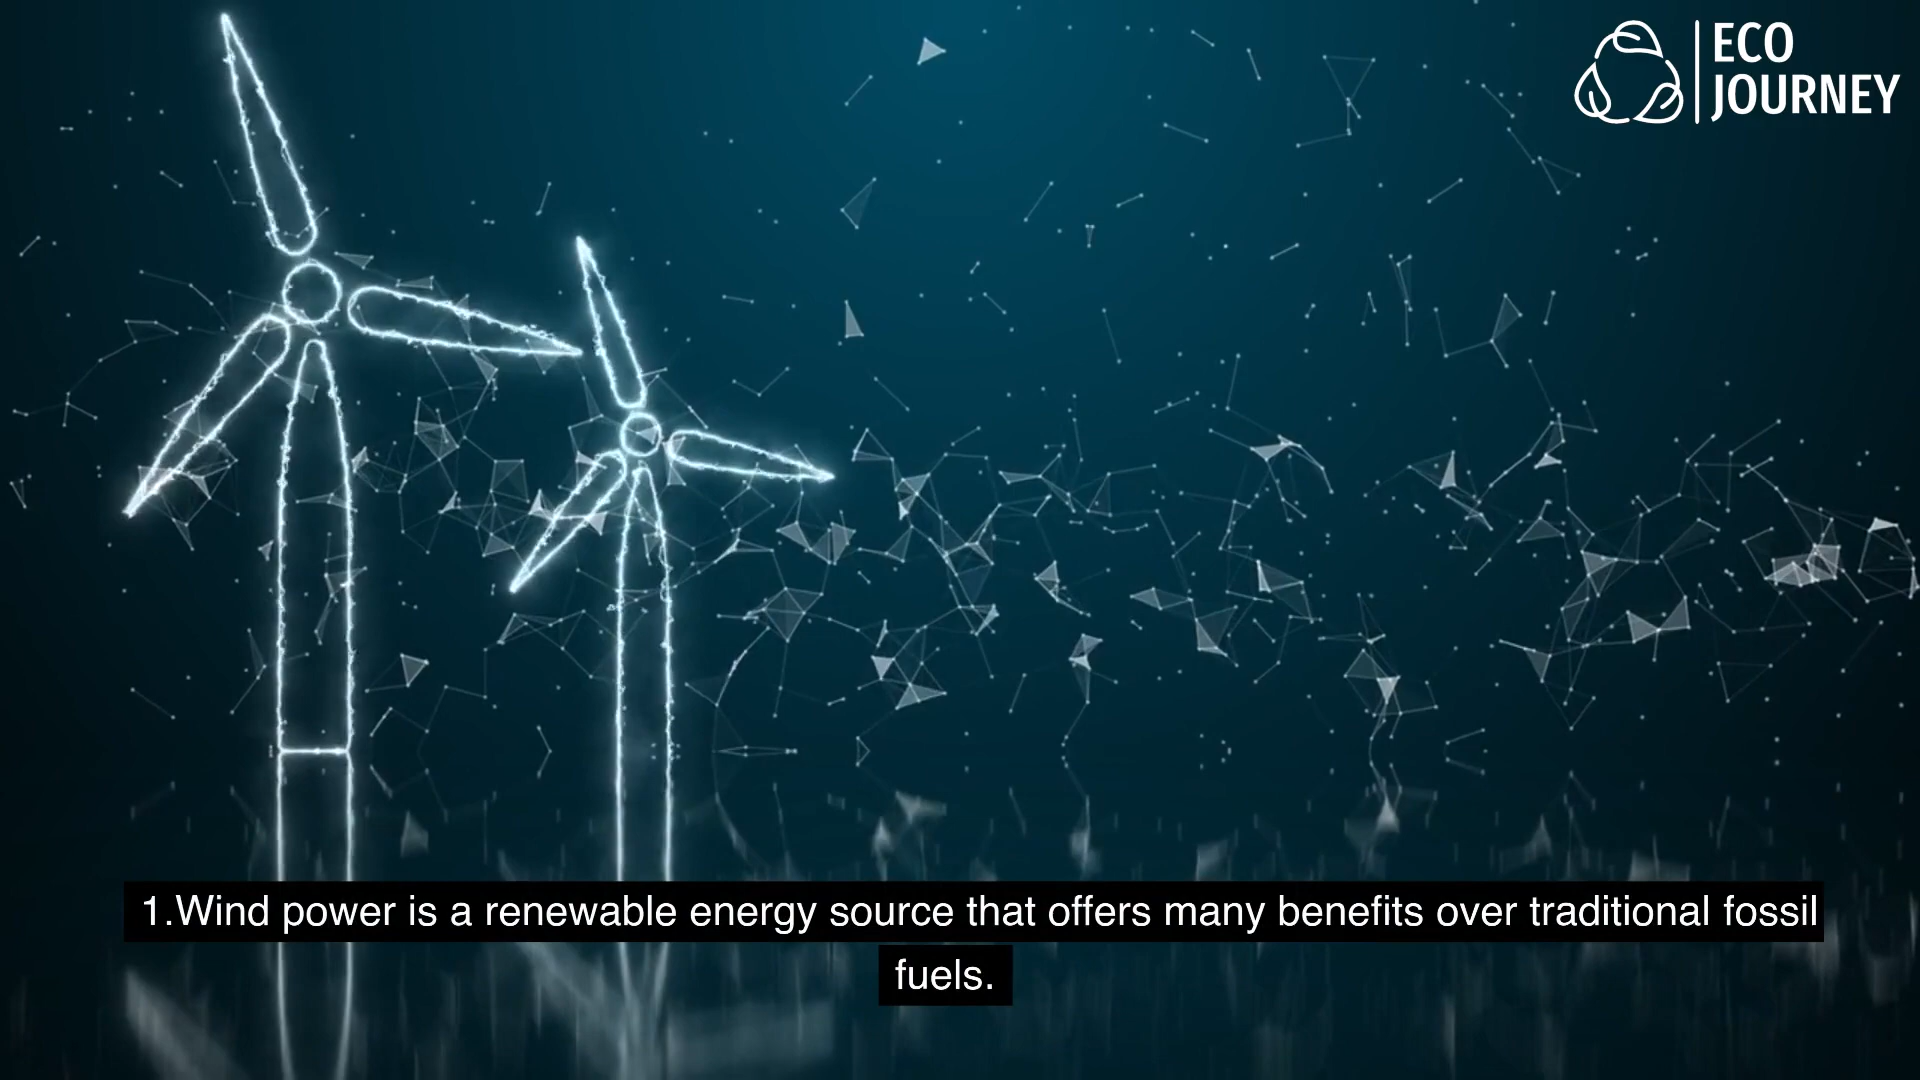 ECO
JOURNEY
1.Wind power is a renewable energy source that offers many benefits over traditional fossil
fuels.